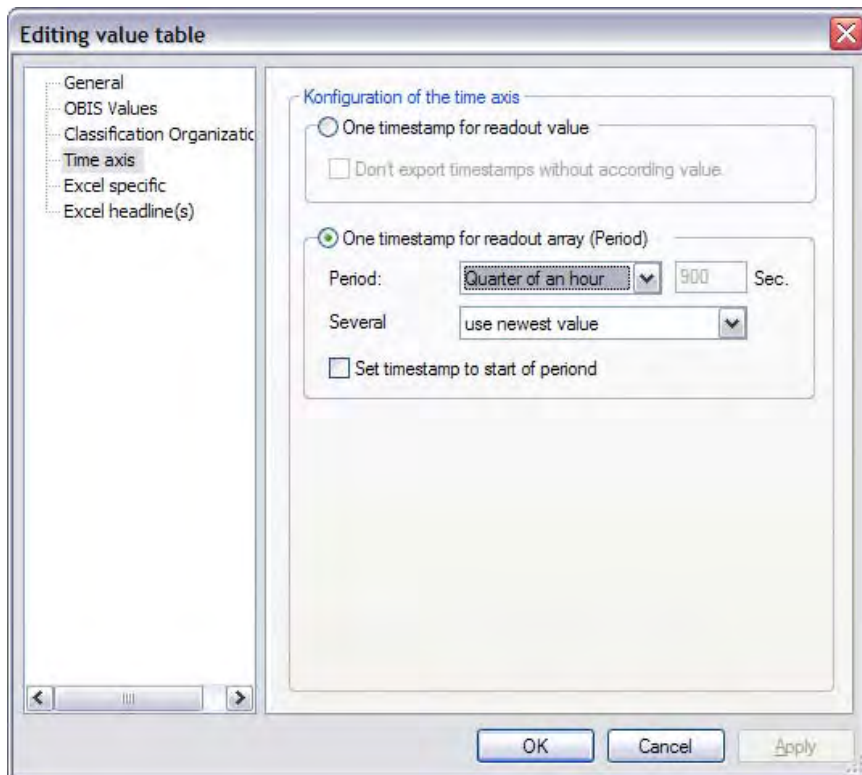 Editing value table
General
OBIS Values
Classification Organizatic
Time axis
Excel specific
Excel headline(s)
Konfiguration of the time axis
One timestamp for readout value
Don't export timestamps without according value.
One timestamp for readout array (Period)
Period: Quarter of an hour 900 Sec.
Several use newest value
Set timestamp to start of periond
OK Cancel Apply